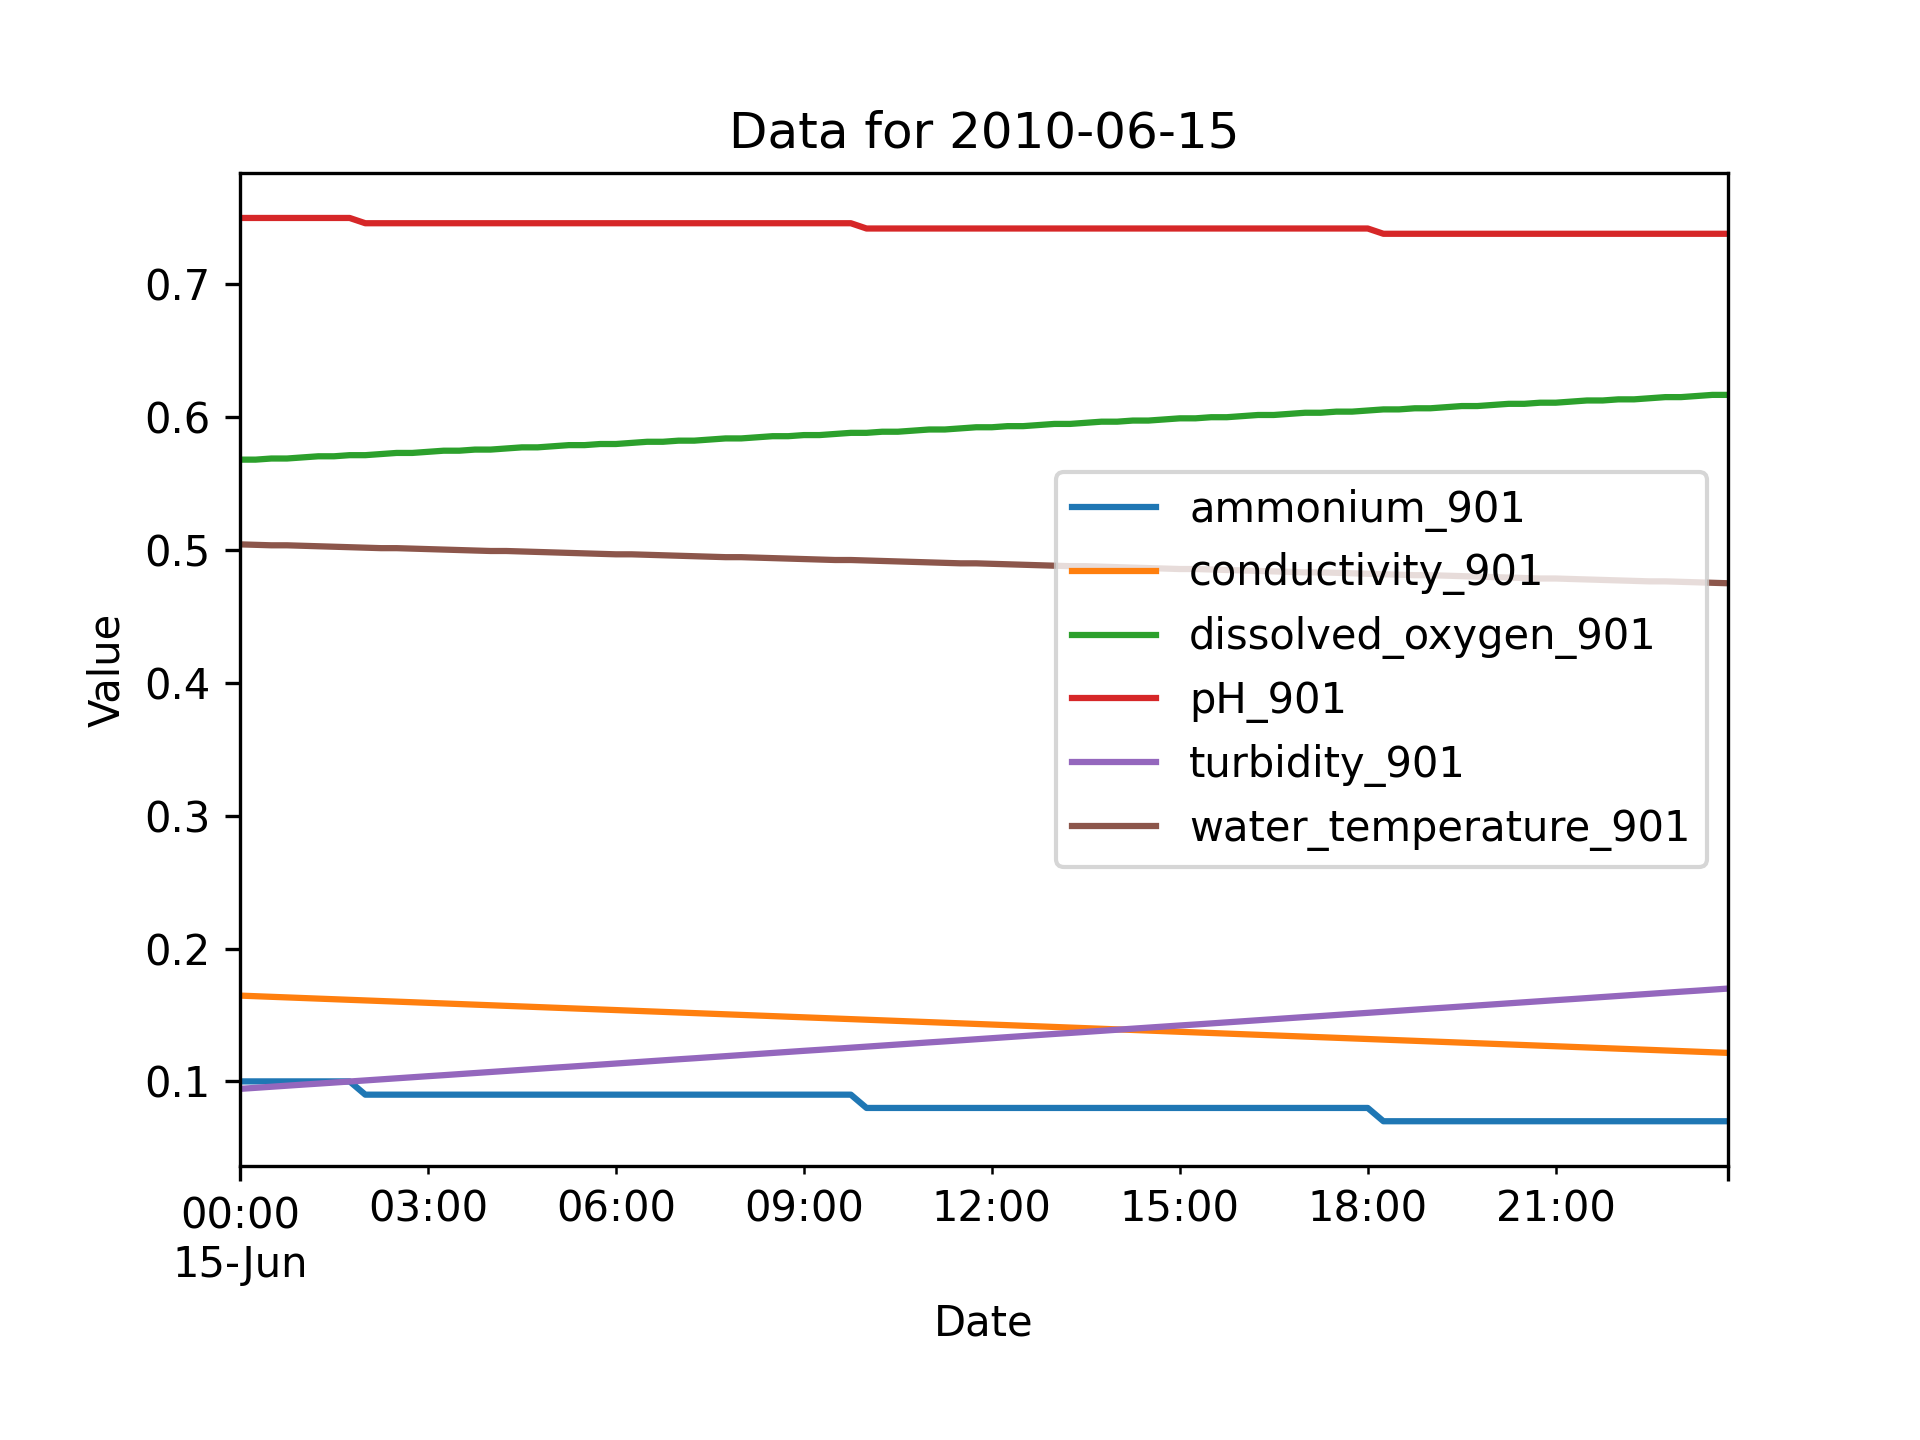 Data for 2010-06-15
Value
0.7
0.6
0.5
0.4
0.3
0.2
0.1
ammonium_901
conductivity_901
dissolved_oxygen_901
pH_901
turbidity_901
water_temperature_901
00:00 03:00 06:00 09:00 12:00 15:00 18:00 21:00
15-Jun
Date